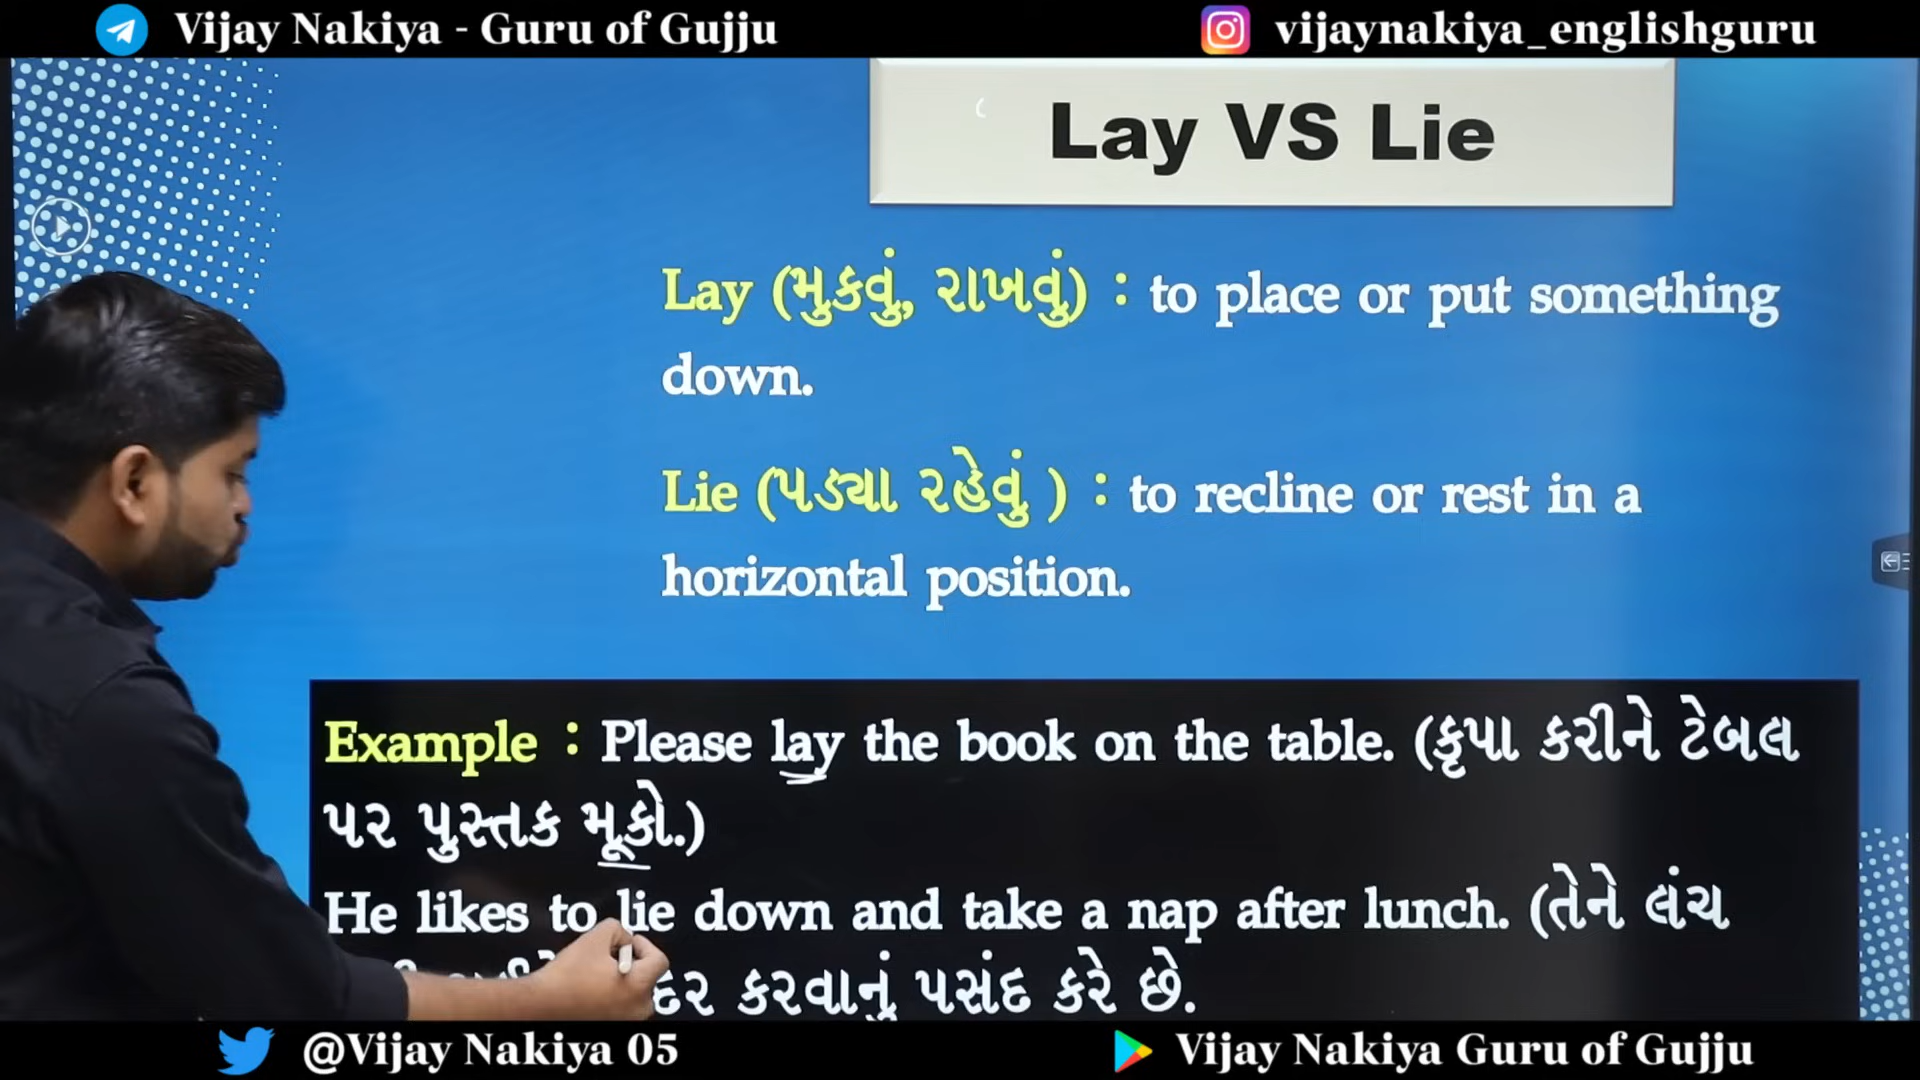 Vijay Nakiya - Guru of Gujju
vijaynakiya_englishguru
Lay VS Lie
Lay (મુકવું, રાખવું) : to place or put something
down.
Lie (પડ્યા રહેવું ) : to recline or rest in a
horizontal position.
Example : Please lay the book on the table. (કૃપા કરીને ટેબલ
પર પુસ્તક મૂકો.)
He likes to lie down and take a nap after lunch. (તેને લંચ
કરવાનું પસંદ કરે છે.
@Vijay Nakiya 05
Vijay Nakiya Guru of Gujju